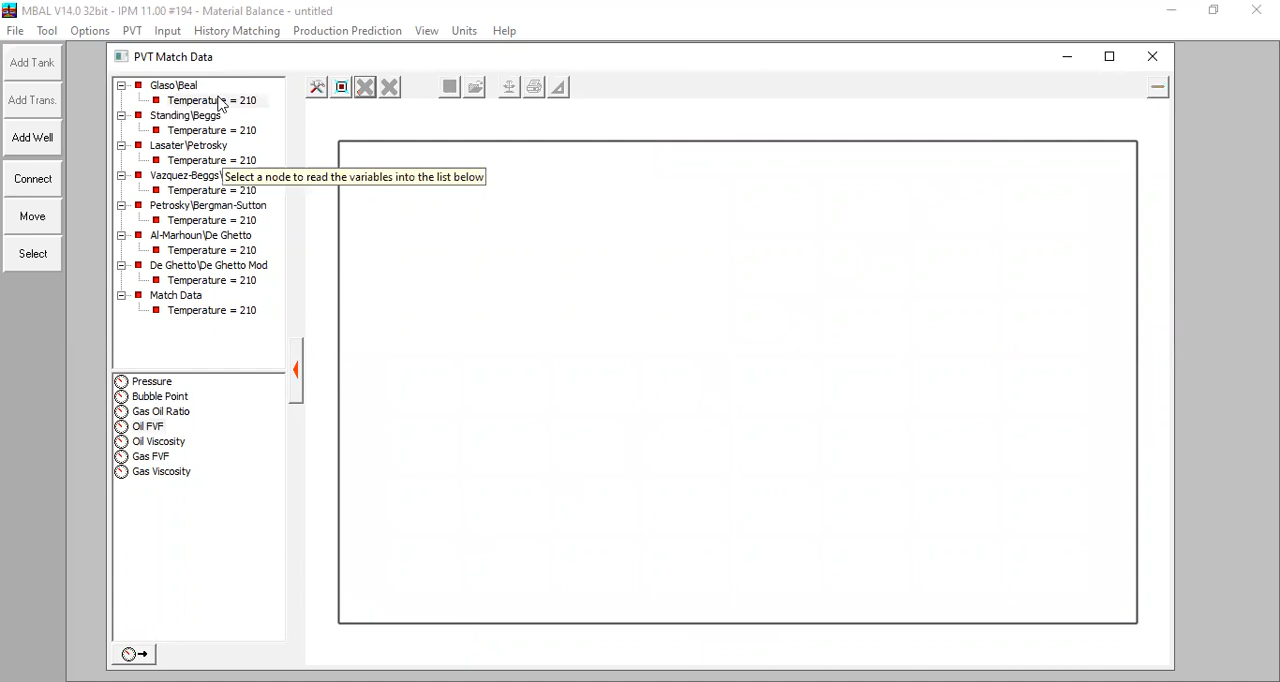 MBAL V14.0 32bit - IPM 11.00 #194 - Material Balance - untitled
File Tool Options PVT Input History Matching Production Prediction View Units Help
Add Tank
Add Trans.
Add Well
Connect
Move
Select
PVT Match Data
Glaso\Beal
Temperature = 210
Standing\Beggs
Temperature = 210
Lasater\Petrosky
Temperature = 210
Vazquez-Beggs\
Select a node to read the variables into the list below
Temperature = 210
Petrosky\Bergman-Sutton
Temperature = 210
Al-Marhoun\De Ghetto
Temperature = 210
De Ghetto\De Ghetto Mod
Temperature = 210
Match Data
Temperature = 210
Pressure
Bubble Point
Gas Oil Ratio
Oil FVF
Oil Viscosity
Gas FVF
Gas Viscosity